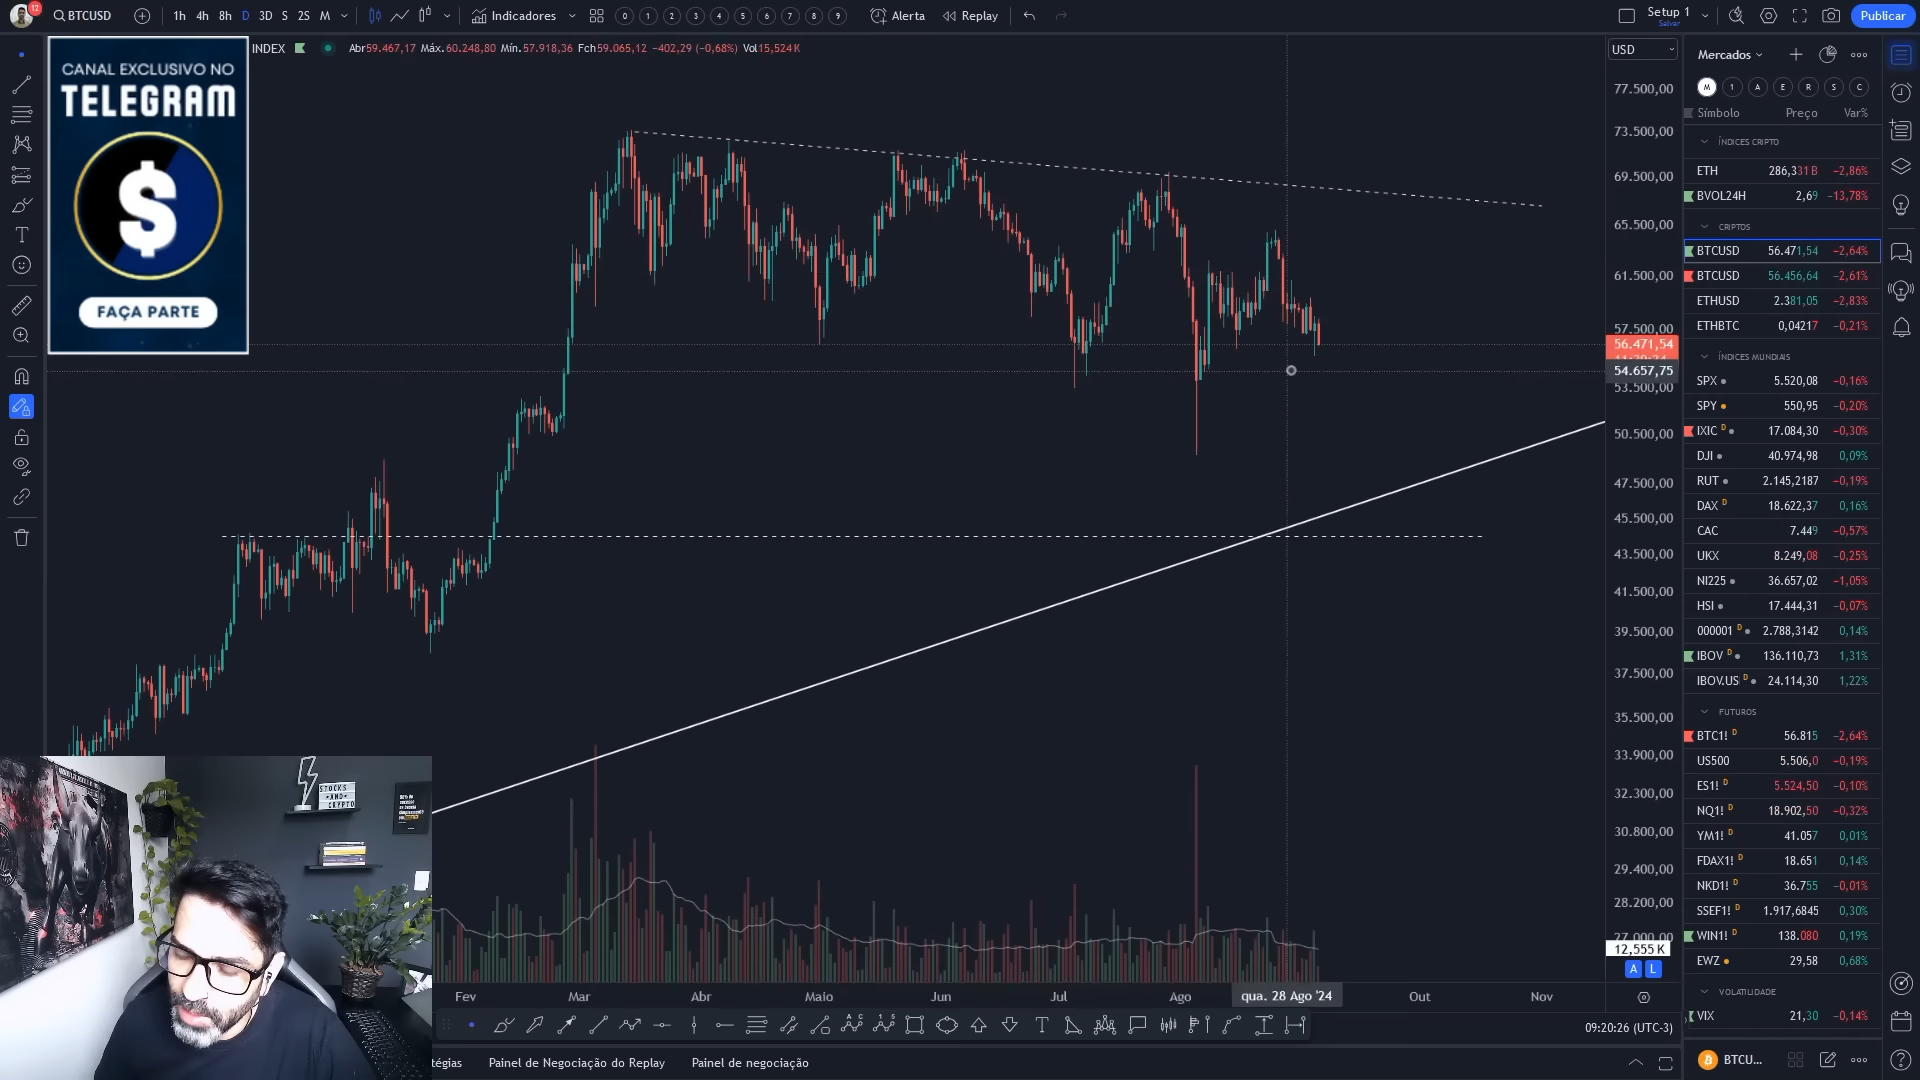 12
BTCUSD
1h 4h 8h D 3D S 2S M
Indicadores
0 1 2 3 4 5 6 7 8 9
Alerta
Replay
Setup 1
Salvar
Publicar
CANAL EXCLUSIVO NO
TELEGRAM
$
FAÇA PARTE
INDEX
Abr59.467,17 Máx.60.248,80 Mín.57.918,36 Fch59.065,12 −402,29 (−0,68%) Vol15,524 K
USD
77.500,00
73.500,00
69.500,00
65.500,00
61.500,00
57.500,00
56.471,54
54.657,75
53.500,00
50.500,00
47.500,00
45.500,00
43.500,00
41.500,00
39.500,00
37.500,00
35.500,00
33.900,00
32.300,00
30.800,00
29.400,00
28.200,00
27.000,00
12,555 K
A L
Fev Mar Abr Maio Jun Jul Ago qua. 28 Ago '24 Out Nov
09:20:26 (UTC-3)
tégias
Painel de Negociação do Replay
Painel de negociação
STOCKS
AND
CRYPTO
Mercados
M 1 A E R S C
Símbolo Preço Var%
ÍNDICES CRIPTO
ETH 286,331 B −2,86%
BVOL24H 2,69 −13,78%
CRIPTOS
BTCUSD 56.471,54 −2,64%
BTCUSD 56.456,64 −2,61%
ETHUSD 2.381,05 −2,83%
ETHBTC 0,04217 −0,21%
ÍNDICES MUNDIAIS
SPX 5.520,08 −0,16%
SPY 550,95 −0,20%
IXIC D 17.084,30 −0,30%
DJI 40.974,98 0,09%
RUT 2.145,2187 −0,19%
DAX D 18.622,37 0,16%
CAC 7.449 −0,57%
UKX 8.249,08 −0,25%
NI225 36.657,02 −1,05%
HSI 17.444,31 −0,07%
000001 D 2.788,3142 0,14%
IBOV D 136.110,73 1,31%
IBOV.US D 24.114,30 1,22%
FUTUROS
BTC1! D 56.815 −2,64%
US500 5.506,0 −0,19%
ES1! D 5.524,50 −0,10%
NQ1! D 18.902,50 −0,32%
YM1! D 41.057 0,01%
FDAX1! D 18.651 0,14%
NKD1! D 36.755 −0,01%
SSEF1! D 1.917,6845 0,30%
WIN1! D 138.080 0,19%
EWZ 29,58 0,68%
VOLATILIDADE
VIX 21,30 −0,14%
BTCU...